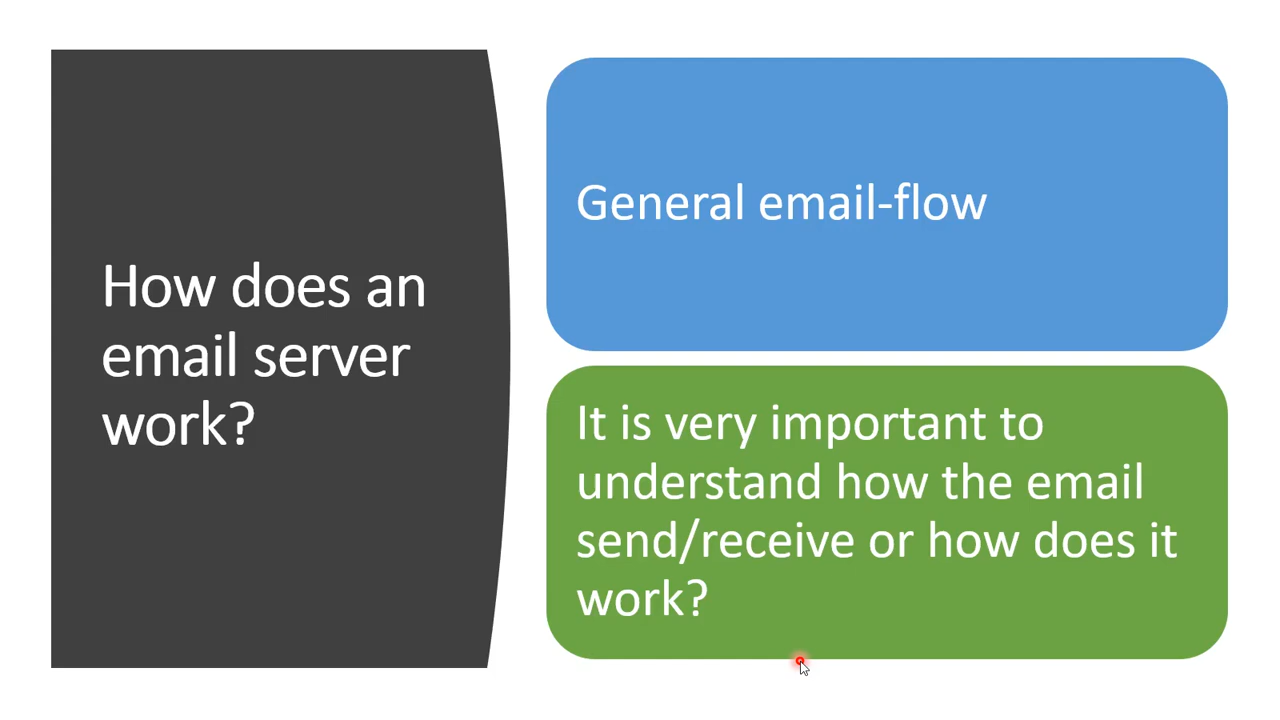 How does an
email server
work?
General email-flow
It is very important to
understand how the email
send/receive or how does it
work?